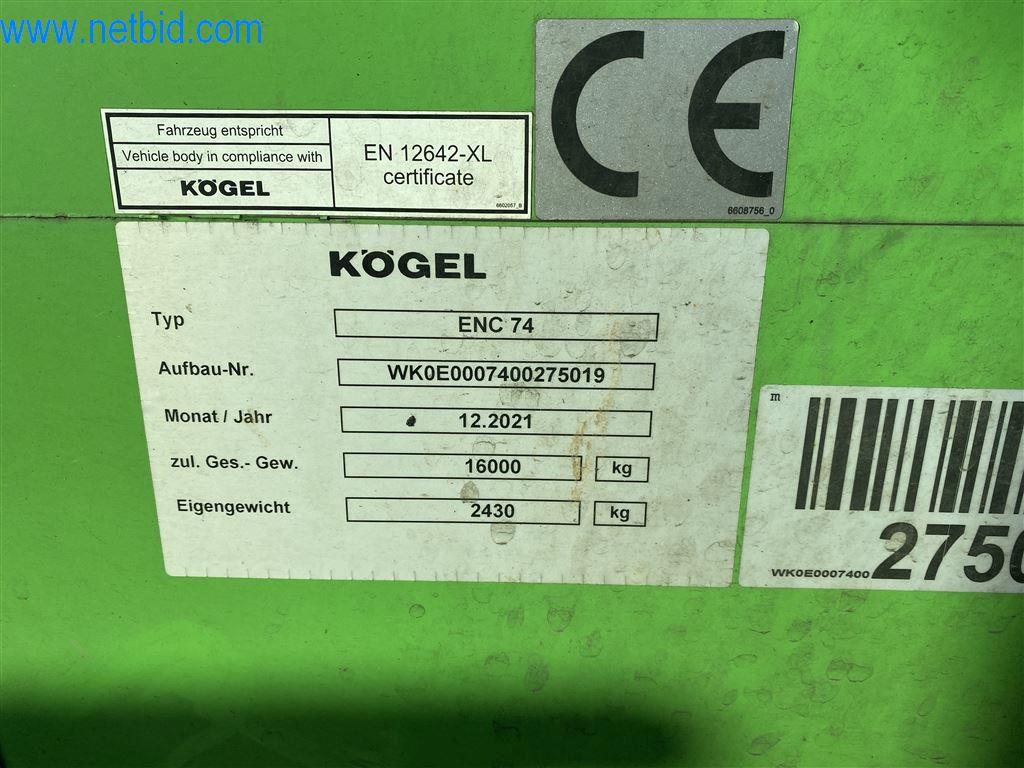 www.netbid.com
Fahrzeug entspricht
Vehicle body in compliance with
KÖGEL
EN 12642-XL
certificate
6602057_B
CE
6608756_0
KÖGEL
Typ ENC 74
Aufbau-Nr. WK0E0007400275019
Monat / Jahr 12.2021
zul. Ges.- Gew. 16000 kg
Eigengewicht 2430 kg
m
WK0E0007400 2750